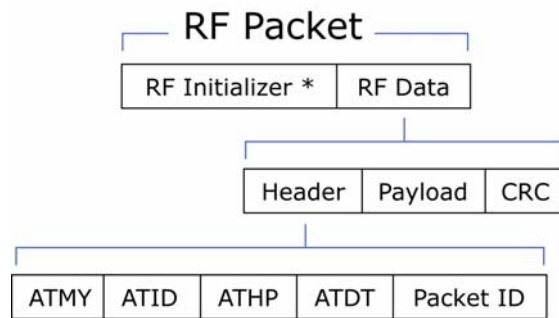 RF Packet
RF Initializer * RF Data
Header Payload CRC
ATMY ATID ATHP ATDT Packet ID